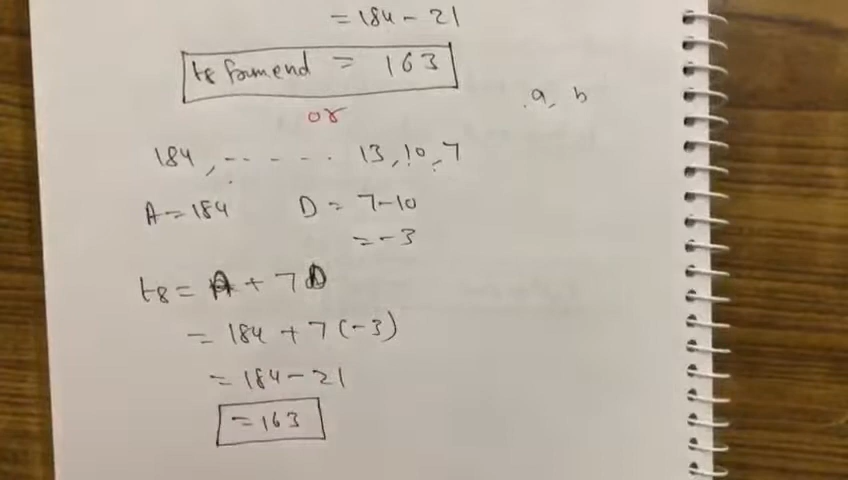 = 184 - 21
t8 from end = 163
a, b
or
184, ------ 13, 10, 7
A = 184 D = 7-10
= -3
t8 = A + 7D
= 184 + 7(-3)
= 184 - 21
= 163